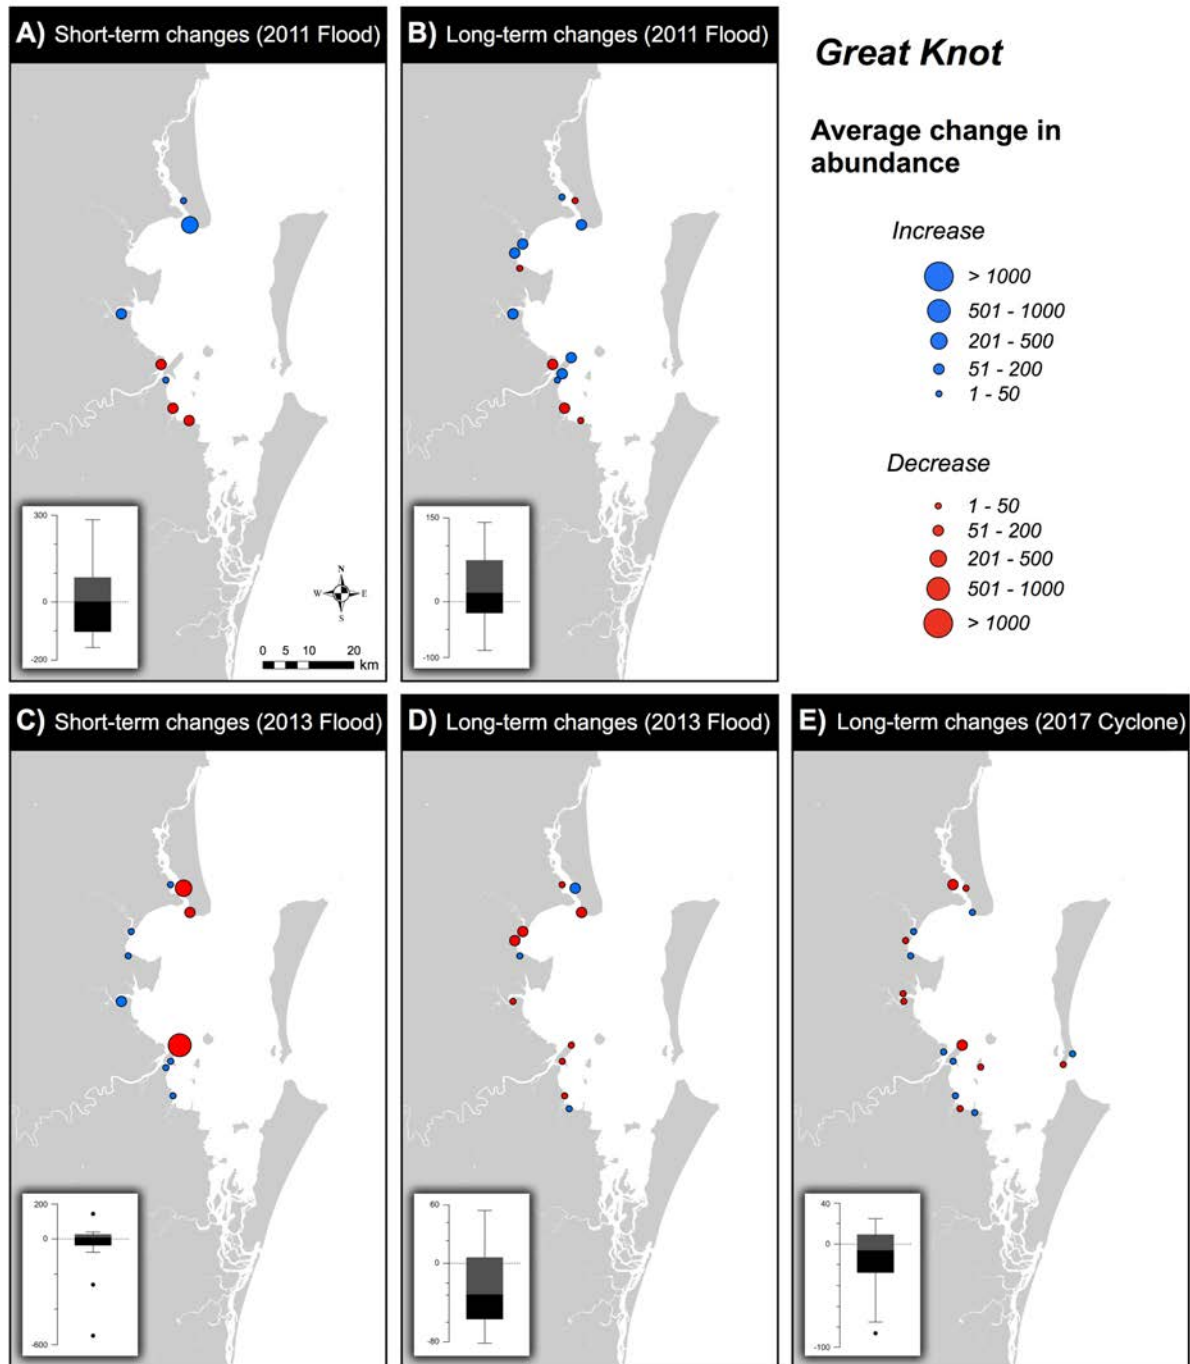 A) Short-term changes (2011 Flood)
B) Long-term changes (2011 Flood)
Great Knot
Average change in
abundance
Increase
> 1000
501 - 1000
201 - 500
51 - 200
1 - 50
Decrease
1 - 50
51 - 200
201 - 500
501 - 1000
> 1000
300
0
-200
N
W
E
S
0 5 10 20
km
150
0
-100
C) Short-term changes (2013 Flood)
D) Long-term changes (2013 Flood)
E) Long-term changes (2017 Cyclone)
200
0
-600
60
0
-80
40
0
-100